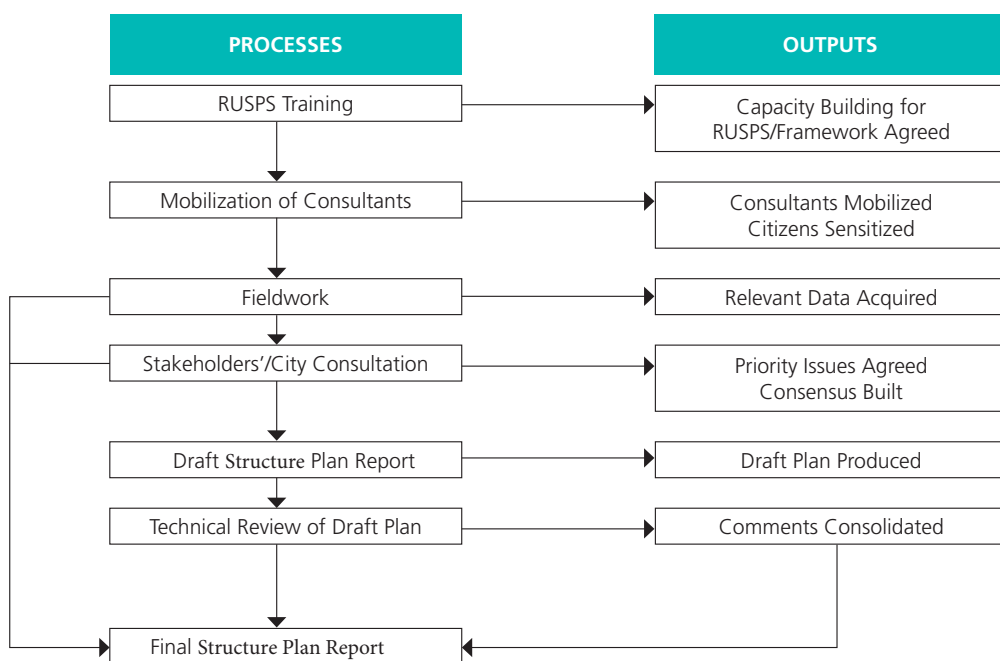 PROCESSES
OUTPUTS
RUSPS Training
Capacity Building for
RUSPS/Framework Agreed
Mobilization of Consultants
Consultants Mobilized
Citizens Sensitized
Fieldwork
Relevant Data Acquired
Stakeholders’/City Consultation
Priority Issues Agreed
Consensus Built
Draft Structure Plan Report
Draft Plan Produced
Technical Review of Draft Plan
Comments Consolidated
Final Structure Plan Report